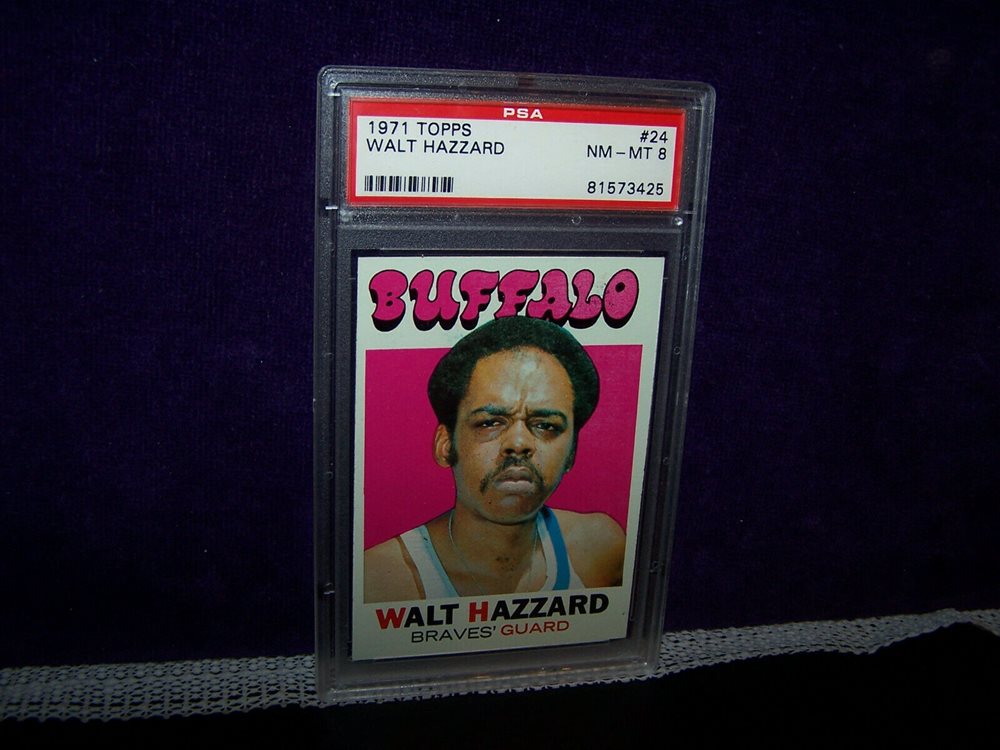 PSA
1971 TOPPS #24
WALT HAZZARD NM-MT 8
81573425
BUFFALO
WALT HAZZARD
BRAVES' GUARD